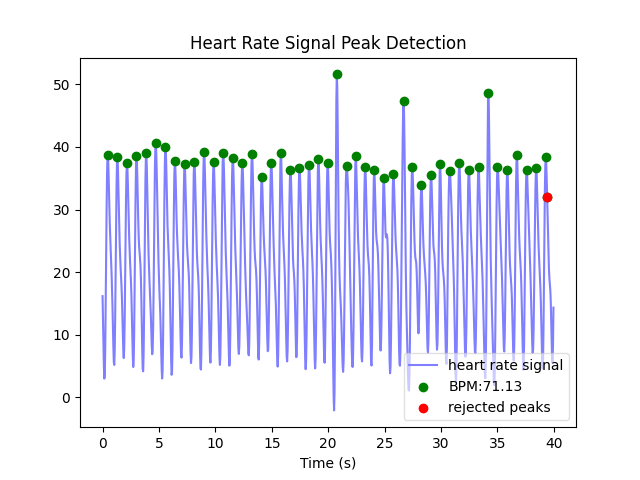 Heart Rate Signal Peak Detection
50
40
30
20
10
0
heart rate signal
BPM:71.13
rejected peaks
0 5 10 15 20 25 30 35 40
Time (s)